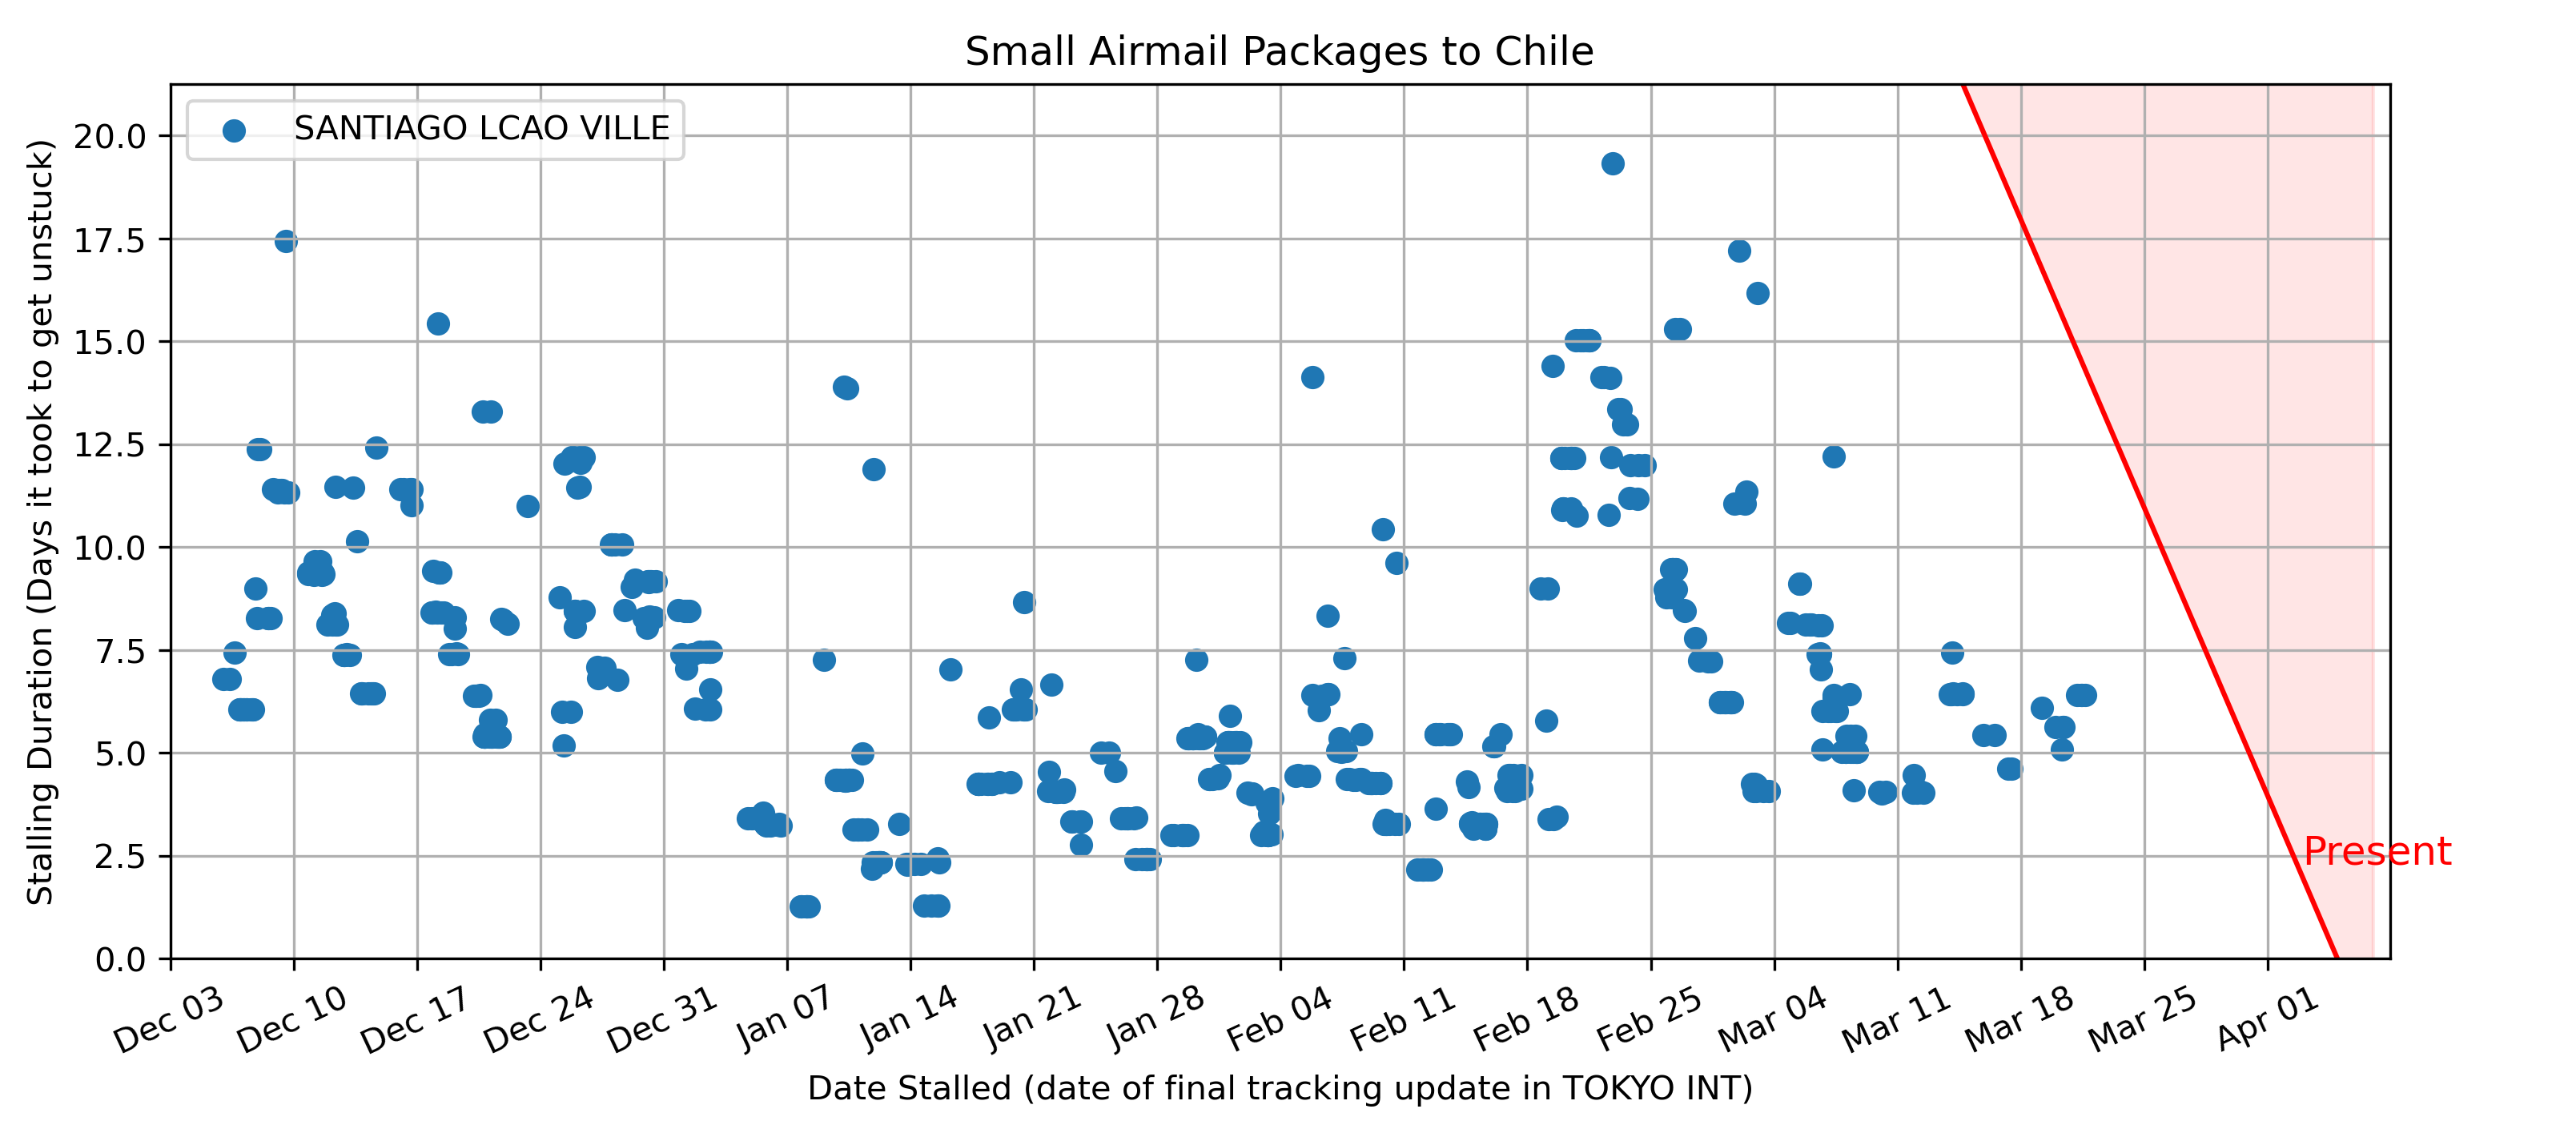 Small Airmail Packages to Chile
SANTIAGO LCAO VILLE
Stalling Duration (Days it took to get unstuck)
20.0
17.5
15.0
12.5
10.0
7.5
5.0
2.5
0.0
Present
Dec 03
Dec 10
Dec 17
Dec 24
Dec 31
Jan 07
Jan 14
Jan 21
Jan 28
Feb 04
Feb 11
Feb 18
Feb 25
Mar 04
Mar 11
Mar 18
Mar 25
Apr 01
Date Stalled (date of final tracking update in TOKYO INT)